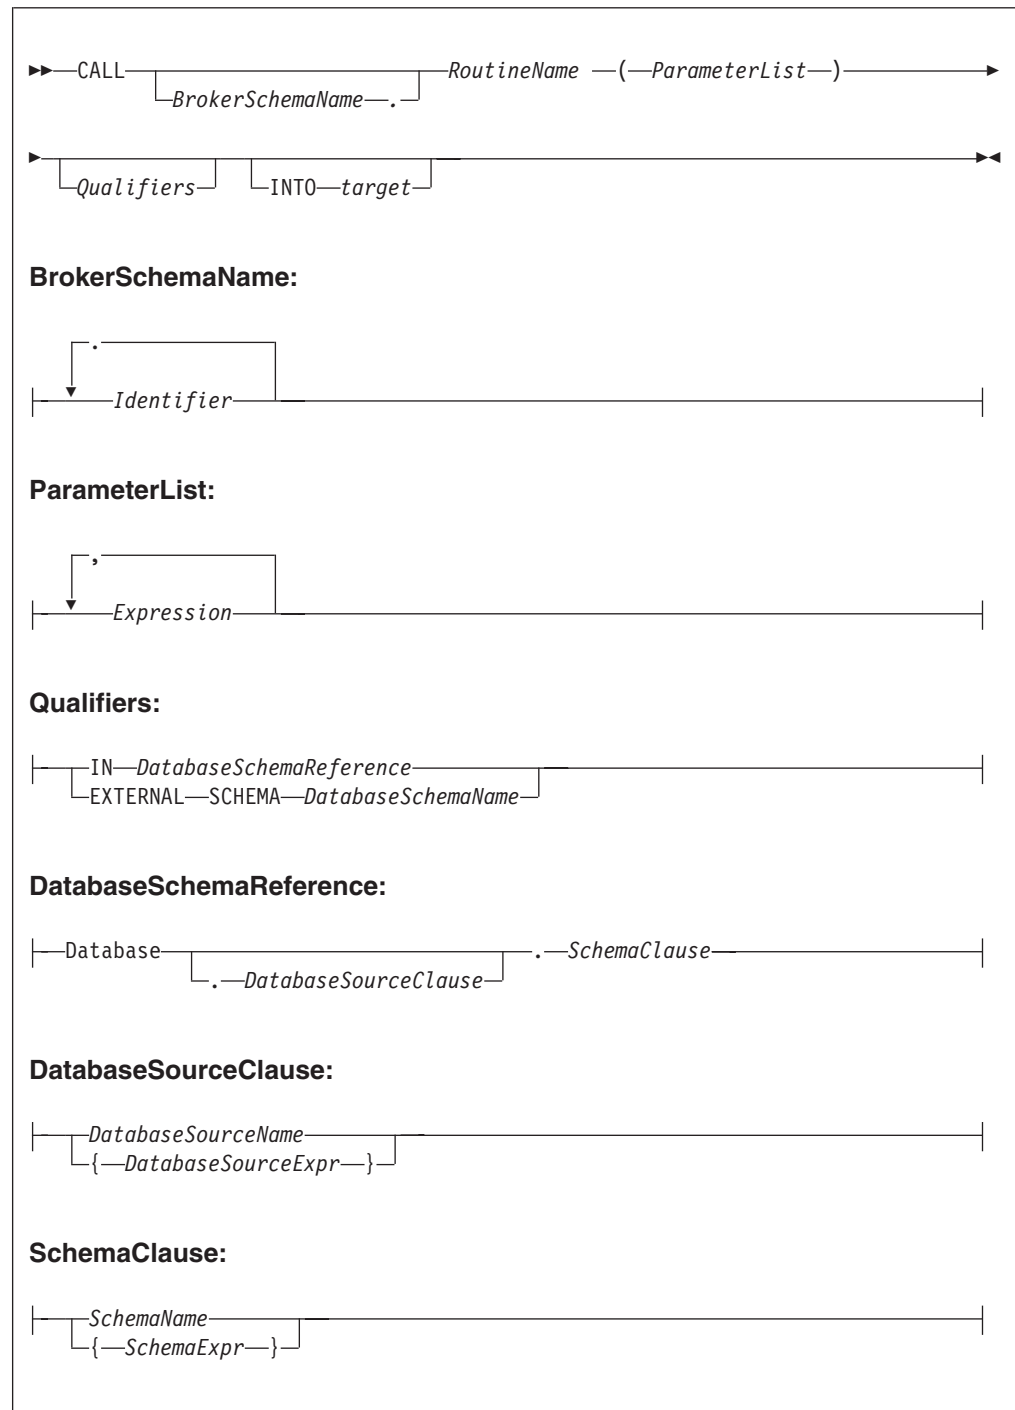 CALL RoutineName ( ParameterList )
BrokerSchemaName .
Qualifiers INTO target
BrokerSchemaName:
.
Identifier
ParameterList:
,
Expression
Qualifiers:
IN DatabaseSchemaReference
EXTERNAL SCHEMA DatabaseSchemaName
DatabaseSchemaReference:
Database . SchemaClause
. DatabaseSourceClause
DatabaseSourceClause:
DatabaseSourceName
{ DatabaseSourceExpr }
SchemaClause:
SchemaName
{ SchemaExpr }